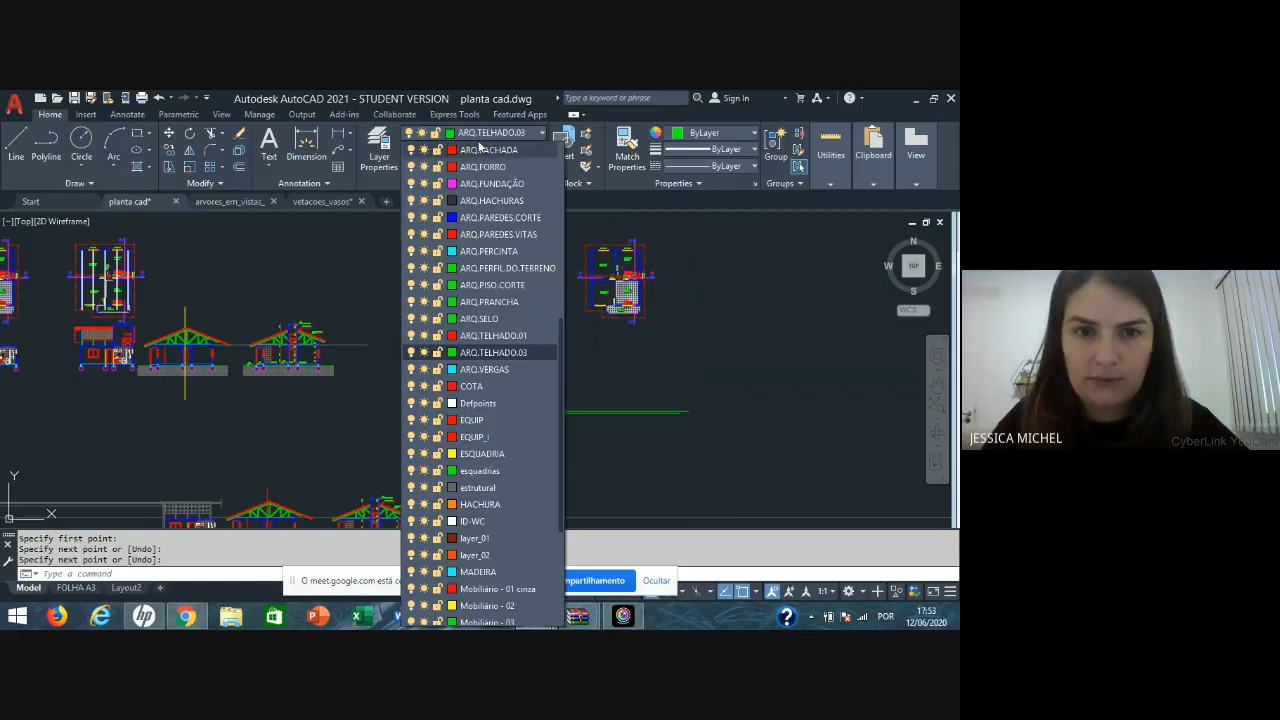 Autodesk AutoCAD 2021 - STUDENT VERSION planta cad.dwg
Type a keyword or phrase
Sign In
Home Insert Annotate Parametric View Manage Output Add-ins Collaborate Express Tools Featured Apps
ARQ.TELHADO.03
ByLayer
ByLayer
ByLayer
Line Polyline Circle Arc
Text Dimension
Layer
Properties
Match
Properties
Group Utilities Clipboard View
Draw Modify Annotation Properties Groups
Start planta cad* arvores_em_vistas_ vetacoes_vasos*
[–][Top][2D Wireframe]
ARQ.FORRO
ARQ.FUNDAÇÃO
ARQ.HACHURAS
ARQ.PAREDES.CORTE
ARQ.PAREDES.VITAS
ARQ.PERCINTA
ARQ.PERFIL.DO.TERRENO
ARQ.PISO.CORTE
ARQ.PRANCHA
ARQ.SELO
ARQ.TELHADO.01
ARQ.TELHADO.03
ARQ.VERGAS
COTA
Defpoints
EQUIP
EQUIP_I
ESQUADRIA
esquadrias
estrutural
HACHURA
ID-WC
layer_01
layer_02
MADEIRA
Mobiliário - 01 cinza
Mobiliário - 02
Mobiliário - 03
N
W TOP E
S
WCS
Y
X
Specify first point:
Specify next point or [Undo]:
Specify next point or [Undo]:
Type a command
O meet.google.com está
Ocultar
Model FOLHA A3 Layout2
1:1
POR
17:53
12/06/2020
JESSICA MICHEL